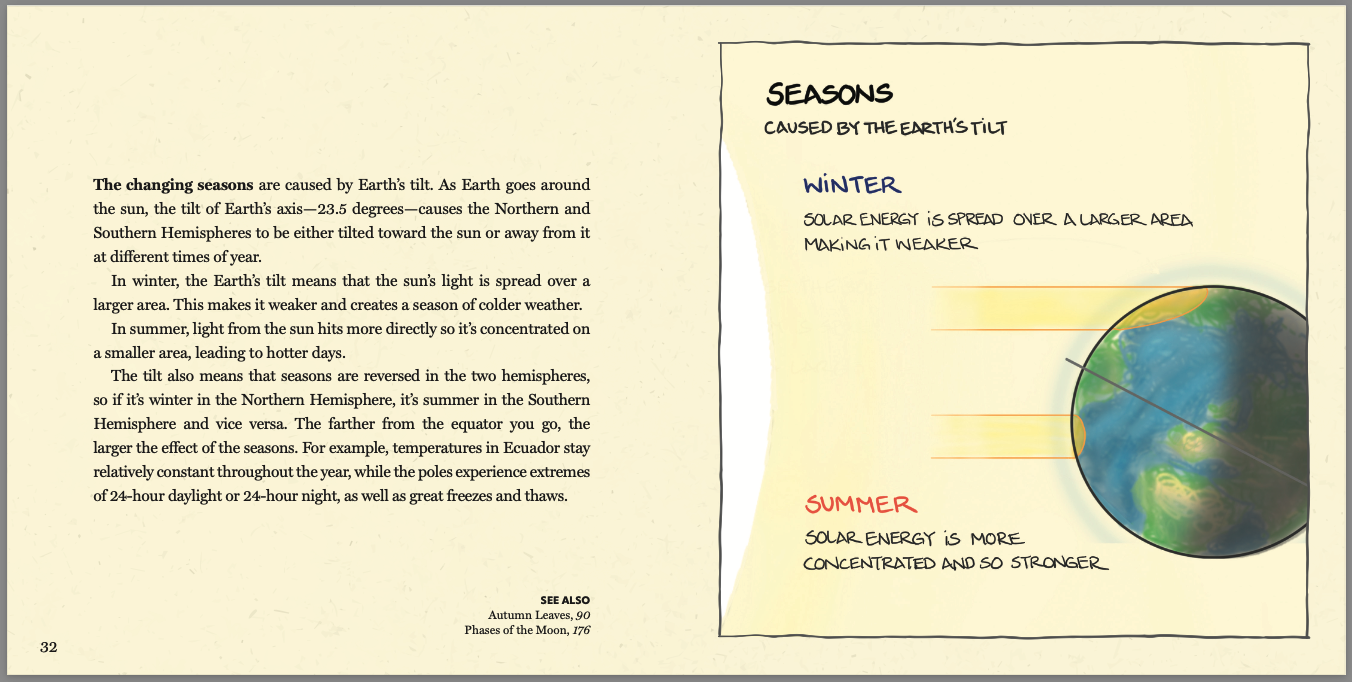 The changing seasons are caused by Earth’s tilt. As Earth goes around
the sun, the tilt of Earth’s axis—23.5 degrees—causes the Northern and
Southern Hemispheres to be either tilted toward the sun or away from it
at different times of year.
In winter, the Earth’s tilt means that the sun’s light is spread over a
larger area. This makes it weaker and creates a season of colder weather.
In summer, light from the sun hits more directly so it’s concentrated on
a smaller area, leading to hotter days.
The tilt also means that seasons are reversed in the two hemispheres,
so if it’s winter in the Northern Hemisphere, it’s summer in the Southern
Hemisphere and vice versa. The farther from the equator you go, the
larger the effect of the seasons. For example, temperatures in Ecuador stay
relatively constant throughout the year, while the poles experience extremes
of 24-hour daylight or 24-hour night, as well as great freezes and thaws.
SEE ALSO
Autumn Leaves, 90
Phases of the Moon, 176
32
SEASONS
CAUSED BY THE EARTH’S TILT
WINTER
SOLAR ENERGY IS SPREAD OVER A LARGER AREA
MAKING IT WEAKER
SUMMER
SOLAR ENERGY IS MORE
CONCENTRATED AND SO STRONGER